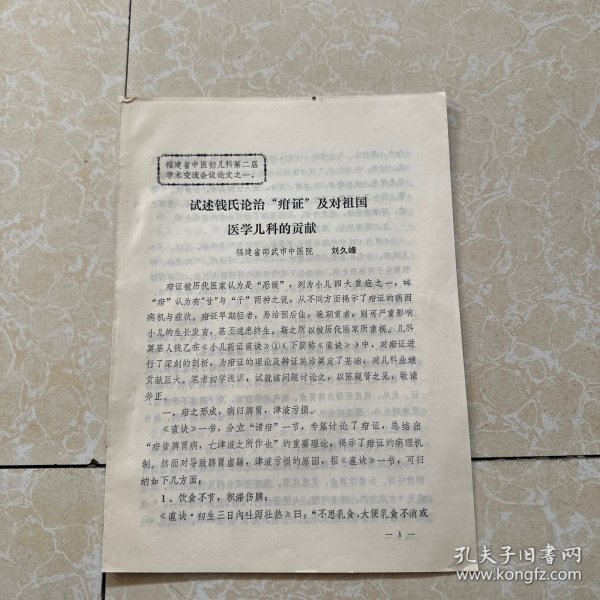 福建省中医妇儿科第二届
学术交流会议论文之一。
试述钱氏论治“疳证”及对祖国
医学儿科的贡献
福建省邵武市中医院 刘久峰
疳证被历代医家认为是“恶候”，列为小儿四大重症之一，
“疳”认为有“甘”与“干”两种之说，从不同方面揭示了疳证的病因
病机与症状。疳证早期轻者，易治预后佳，晚期重者，则可严重影响
小儿的生长发育，甚至遗患终生。斯之所以被历代医家所重视。儿科
奠基人钱乙在《小儿药证直诀》①（下简称《直诀》）中，对疳证进
行了深刻的剖析，为疳证的理论及辨证施治奠定了基础，对儿科业绩
贡献巨大。笔者初学浅识，试就该问题讨论之，以陈窥管之见，敬请
斧正。
一、疳之形成，病归脾胃，津液亏损。
《直诀》一书，分立“诸疳”一节，专篇讨论了疳证，总结出
“疳皆脾胃病，亡津液之所作也”的重要理论，揭示了疳证的病理机
制。然而对导致脾胃虚弱，津液亏损的原因，据《直诀》一书，可归
纳如下几方面：
1、饮食不节，积滞伤脾：
《直诀·初生三日内吐泻壮热》曰：“不思乳食，大便乳食不消或
— 1 —
孔夫子旧书网
www.kongfz.com